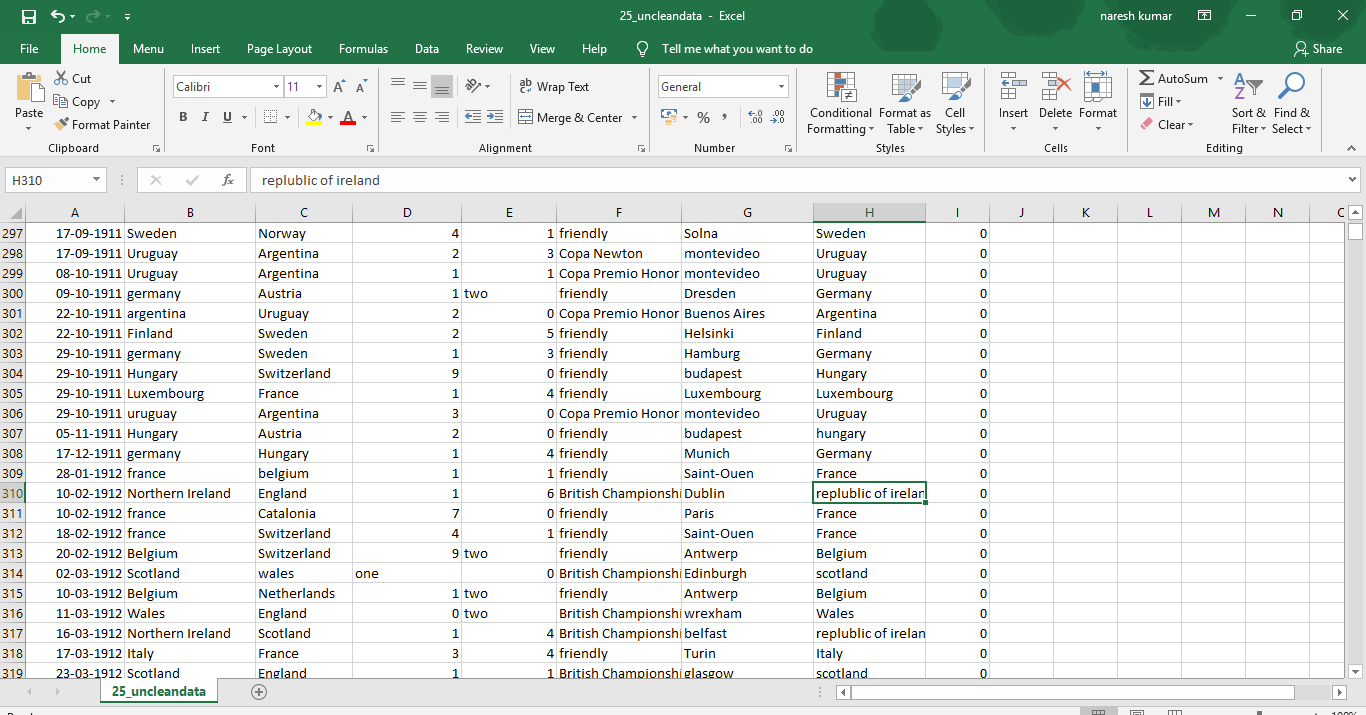 25_uncleandata - Excel
naresh kumar
File Home Menu Insert Page Layout Formulas Data Review View Help Tell me what you want to do Share
Paste Cut Copy Format Painter Clipboard
Calibri 11 A A B I U A Font
ab Wrap Text Merge & Center Alignment
General % , Number
Conditional Formatting Format as Table Cell Styles Styles
Insert Delete Format Cells
AutoSum Fill Clear Sort & Filter Find & Select Editing
H310 fx replublic of ireland
A B C D E F G H I J K L M N
297 17-09-1911 Sweden Norway 4 1 friendly Solna Sweden 0
298 17-09-1911 Uruguay Argentina 2 3 Copa Newton montevideo Uruguay 0
299 08-10-1911 Uruguay Argentina 1 1 Copa Premio Honor montevideo Uruguay 0
300 09-10-1911 germany Austria 1 two friendly Dresden Germany 0
301 22-10-1911 argentina Uruguay 2 0 Copa Premio Honor Buenos Aires Argentina 0
302 22-10-1911 Finland Sweden 2 5 friendly Helsinki Finland 0
303 29-10-1911 germany Sweden 1 3 friendly Hamburg Germany 0
304 29-10-1911 Hungary Switzerland 9 0 friendly budapest Hungary 0
305 29-10-1911 Luxembourg France 1 4 friendly Luxembourg Luxembourg 0
306 29-10-1911 uruguay Argentina 3 0 Copa Premio Honor montevideo Uruguay 0
307 05-11-1911 Hungary Austria 2 0 friendly budapest hungary 0
308 17-12-1911 germany Hungary 1 4 friendly Munich Germany 0
309 28-01-1912 france belgium 1 1 friendly Saint-Ouen France 0
310 10-02-1912 Northern Ireland England 1 6 British Championshi Dublin replublic of irelan 0
311 10-02-1912 france Catalonia 7 0 friendly Paris France 0
312 18-02-1912 france Switzerland 4 1 friendly Saint-Ouen France 0
313 20-02-1912 Belgium Switzerland 9 two friendly Antwerp Belgium 0
314 02-03-1912 Scotland wales one 0 British Championshi Edinburgh scotland 0
315 10-03-1912 Belgium Netherlands 1 two friendly Antwerp Belgium 0
316 11-03-1912 Wales England 0 two British Championshi wrexham Wales 0
317 16-03-1912 Northern Ireland Scotland 1 4 British Championshi belfast replublic of irelan 0
318 17-03-1912 Italy France 3 4 friendly Turin Italy 0
319 23-03-1912 Scotland England 1 1 British Championshi glasgow scotland 0
25_uncleandata